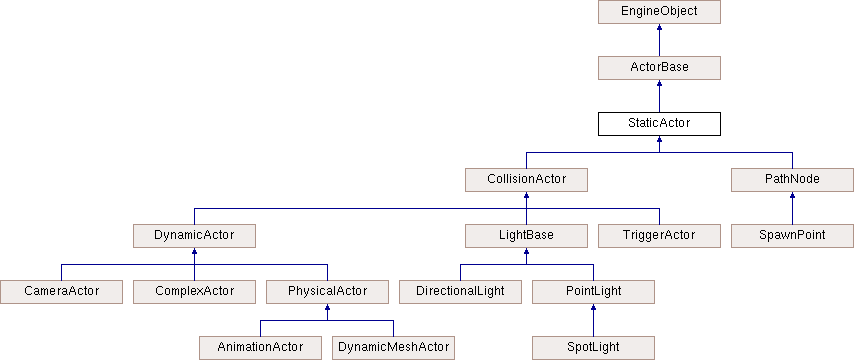 EngineObject
ActorBase
StaticActor
CollisionActor PathNode
DynamicActor LightBase TriggerActor SpawnPoint
CameraActor ComplexActor PhysicalActor DirectionalLight PointLight
AnimationActor DynamicMeshActor SpotLight